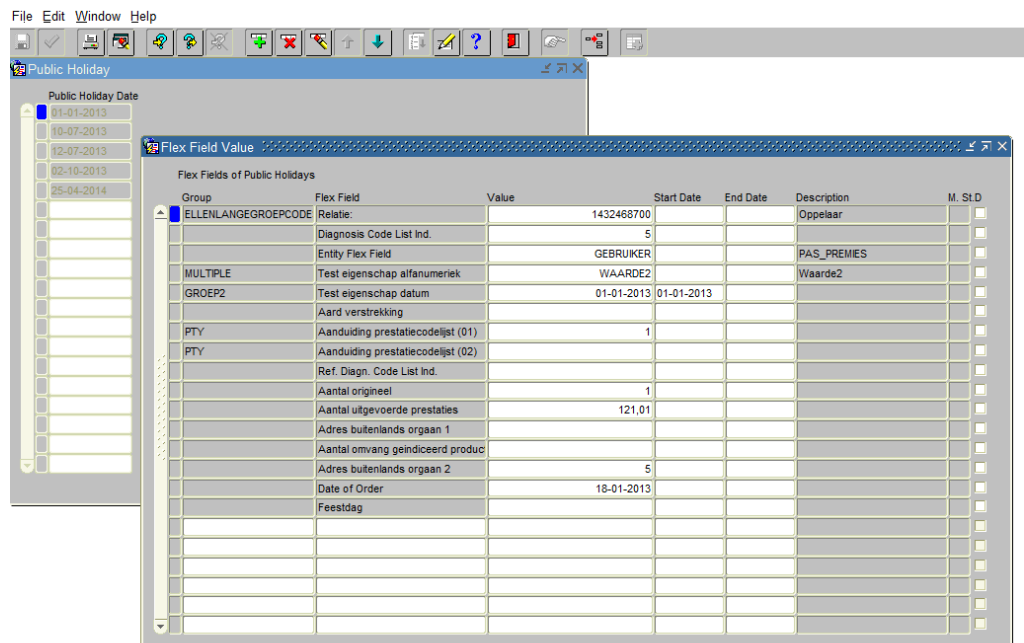 File Edit Window Help
Public Holiday
Public Holiday Date
01-01-2013
10-07-2013
12-07-2013
02-10-2013
25-04-2014
Flex Field Value
Flex Fields of Public Holidays
Group Flex Field Value Start Date End Date Description M. St.D
ELLENLANGEGROEPCODE Relatie: 1432468700 Oppelaar
Diagnosis Code List Ind. 5
Entity Flex Field GEBRUIKER PAS_PREMIES
MULTIPLE Test eigenschap alfanumeriek WAARDE2 Waarde2
GROEP2 Test eigenschap datum 01-01-2013 01-01-2013
Aard verstrekking
PTY Aanduiding prestatiecodelijst (01) 1
PTY Aanduiding prestatiecodelijst (02)
Ref. Diagn. Code List Ind.
Aantal origineel 1
Aantal uitgevoerde prestaties 121,01
Adres buitenlands orgaan 1
Aantal omvang geindiceerd produc
Adres buitenlands orgaan 2 5
Date of Order 18-01-2013
Feestdag